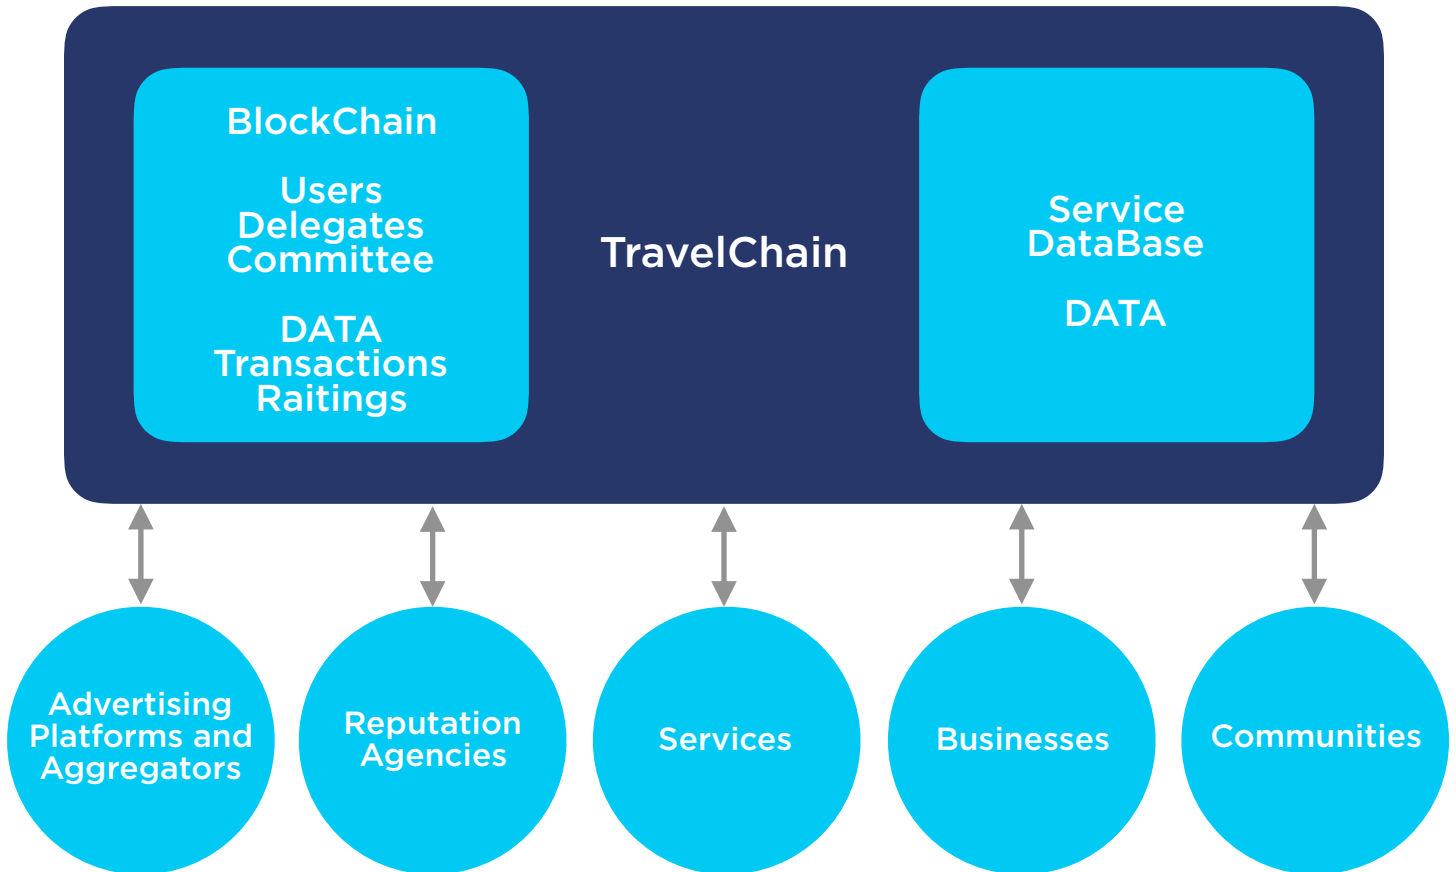 BlockChain
Users
Delegates
Committee
DATA
Transactions
Raitings
TravelChain
Service
DataBase
DATA
Advertising
Platforms and
Aggregators
Reputation
Agencies
Services
Businesses
Communities